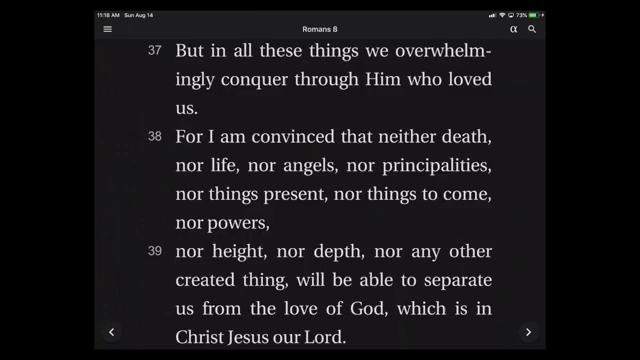 11:18 AM Sun Aug 14
73%
Romans 8
α
37 But in all these things we overwhelm-
ingly conquer through Him who loved
us.
38 For I am convinced that neither death,
nor life, nor angels, nor principalities,
nor things present, nor things to come,
nor powers,
39 nor height, nor depth, nor any other
created thing, will be able to separate
us from the love of God, which is in
Christ Jesus our Lord.